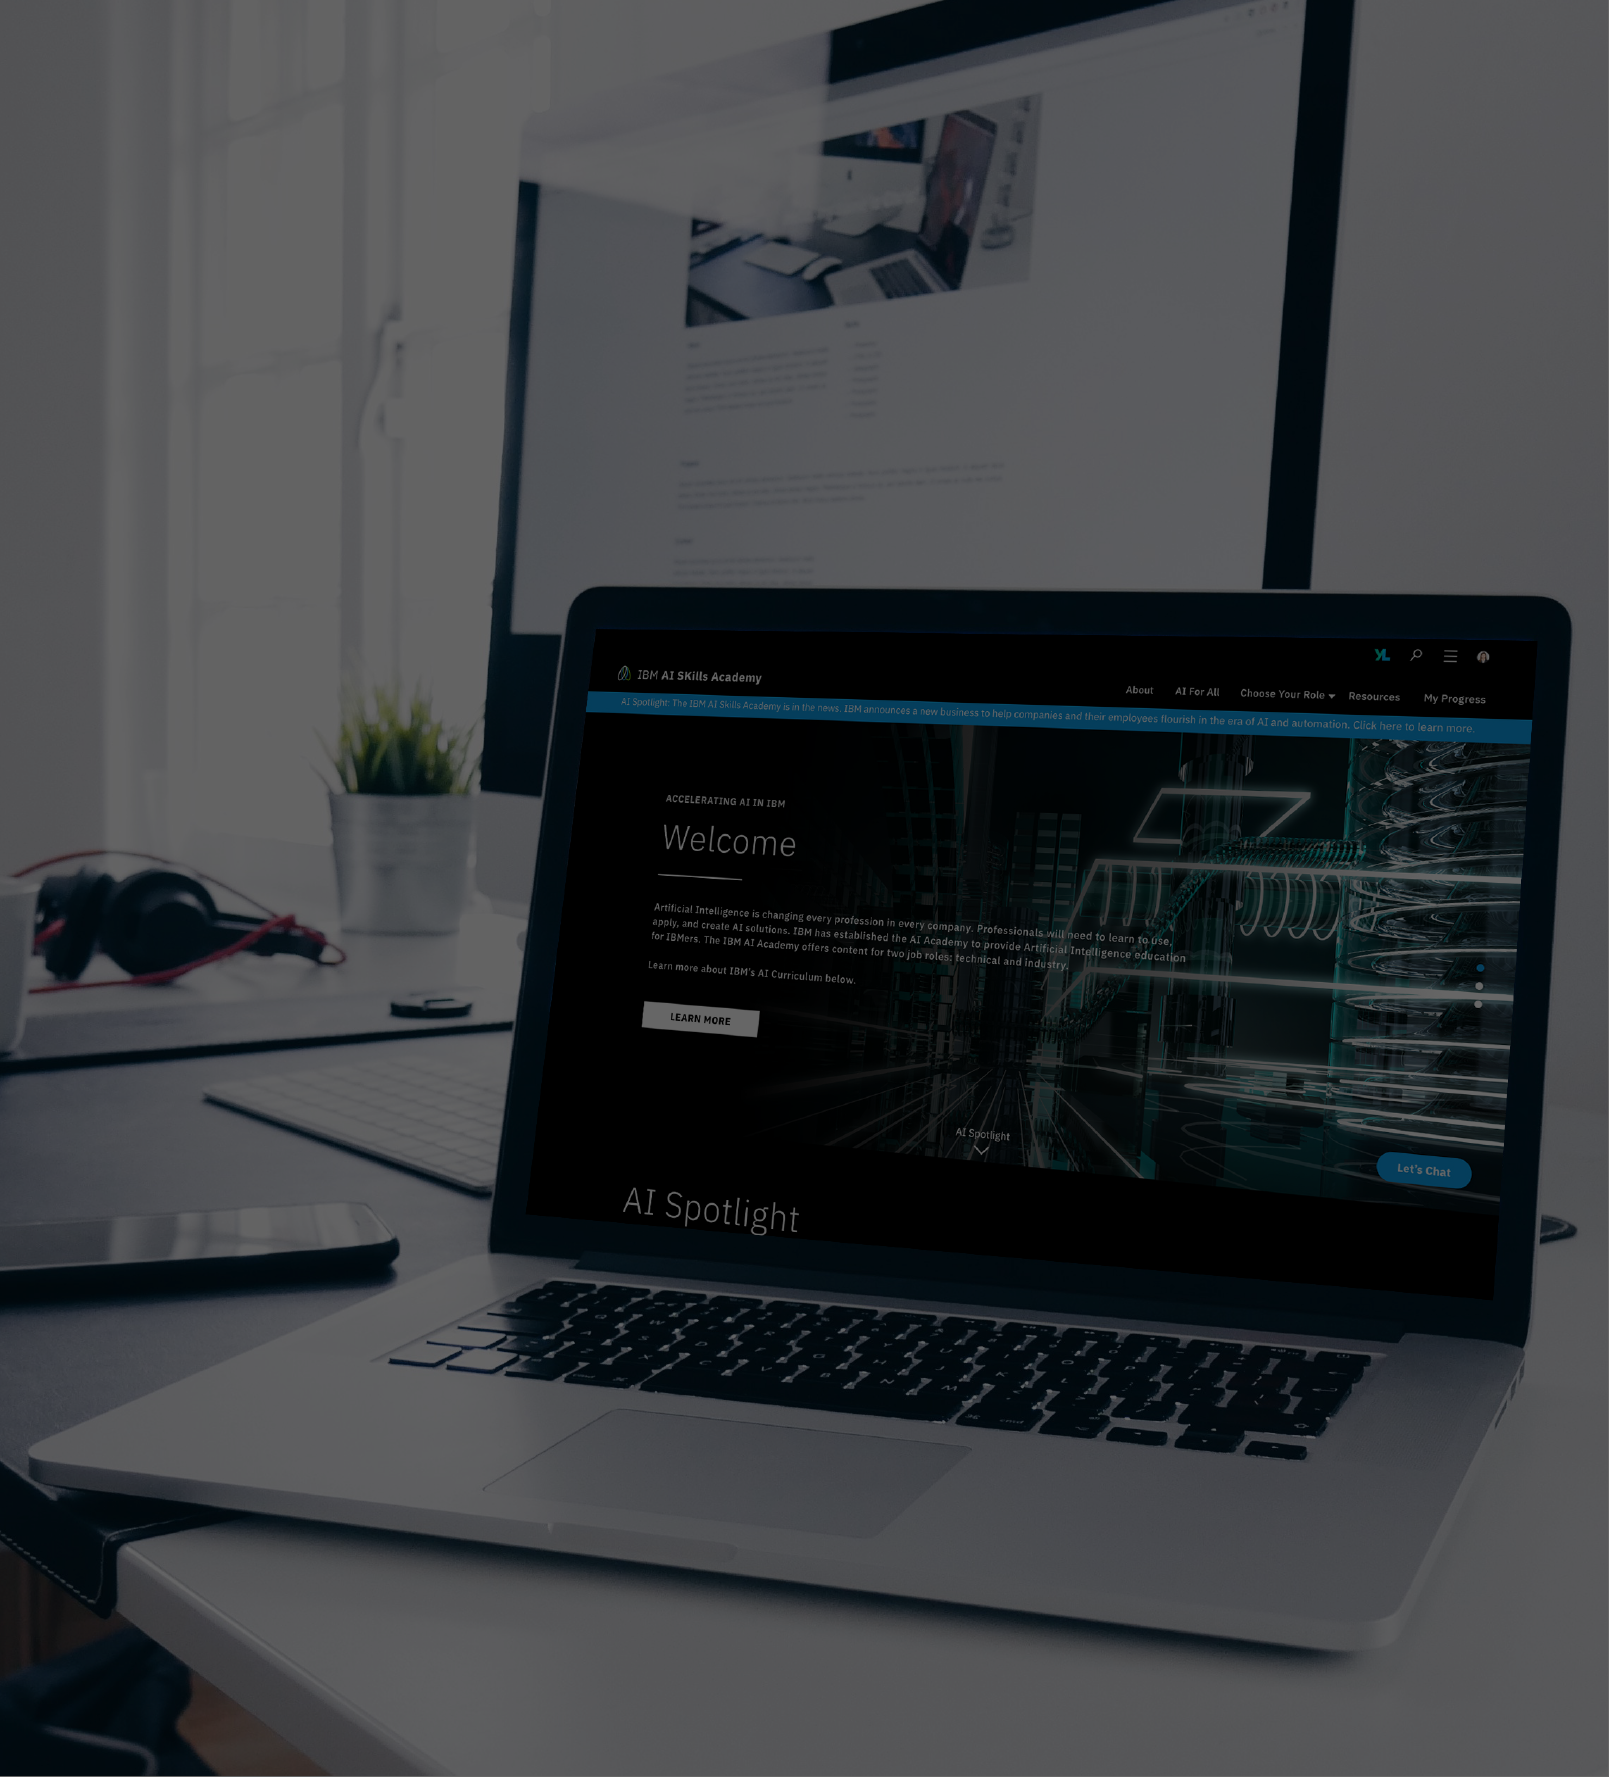 YL
IBM AI SKills Academy
About AI For All Choose Your Role Resources My Progress
AI Spotlight: The IBM AI Skills Academy is in the news. IBM announces a new business to help companies and their employees flourish in the era of AI and automation. Click here to learn more.
ACCELERATING AI IN IBM
Welcome
Artificial Intelligence is changing every profession in every company. Professionals will need to learn to use,
apply, and create AI solutions. IBM has established the AI Academy to provide Artificial Intelligence education
for IBMers. The IBM AI Academy offers content for two job roles: technical and industry.
Learn more about IBM's AI Curriculum below.
LEARN MORE
AI Spotlight
Let's Chat
AI Spotlight